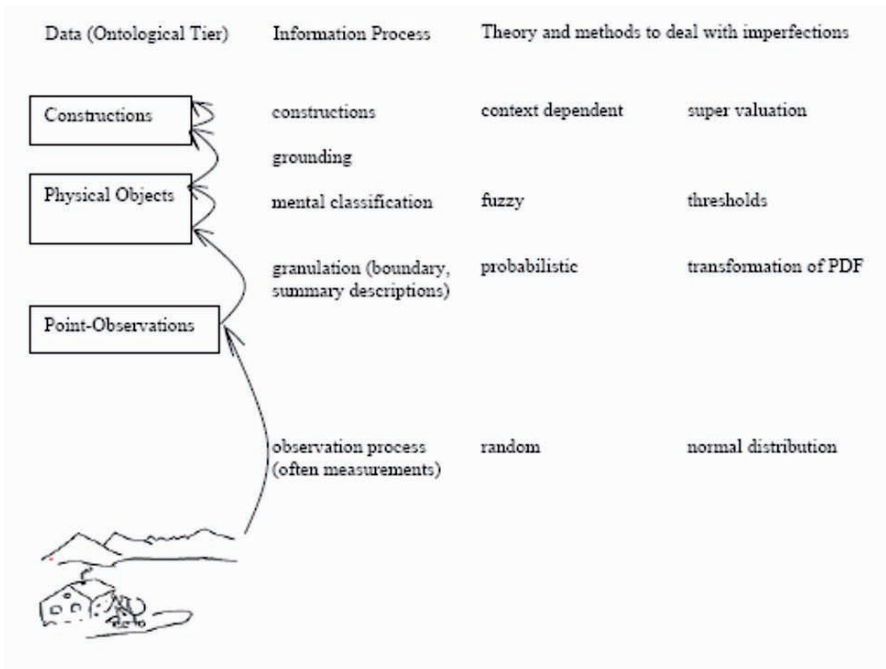 Data (Ontological Tier) Information Process Theory and methods to deal with imperfections
Constructions constructions context dependent super valuation
grounding
Physical Objects mental classification fuzzy thresholds
granulation (boundary, probabilistic transformation of PDF
summary descriptions)
Point-Observations
observation process random normal distribution
(often measurements)